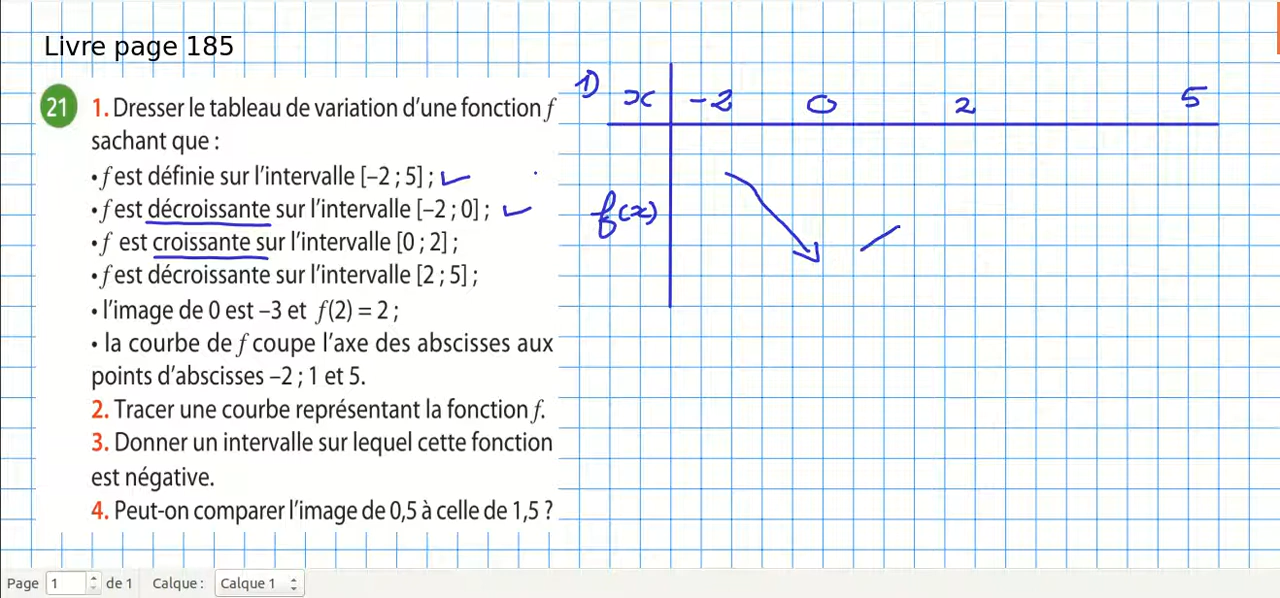 Livre page 185
21 1. Dresser le tableau de variation d'une fonction f
sachant que :
• f est définie sur l'intervalle [–2 ; 5] ;
• f est décroissante sur l'intervalle [–2 ; 0] ;
• f est croissante sur l'intervalle [0 ; 2] ;
• f est décroissante sur l'intervalle [2 ; 5] ;
• l'image de 0 est –3 et f(2) = 2 ;
• la courbe de f coupe l'axe des abscisses aux
points d'abscisses –2 ; 1 et 5.
2. Tracer une courbe représentant la fonction f.
3. Donner un intervalle sur lequel cette fonction
est négative.
4. Peut-on comparer l'image de 0,5 à celle de 1,5 ?
1) x -2 0 2 5
f(x)
Page 1 de 1 Calque : Calque 1